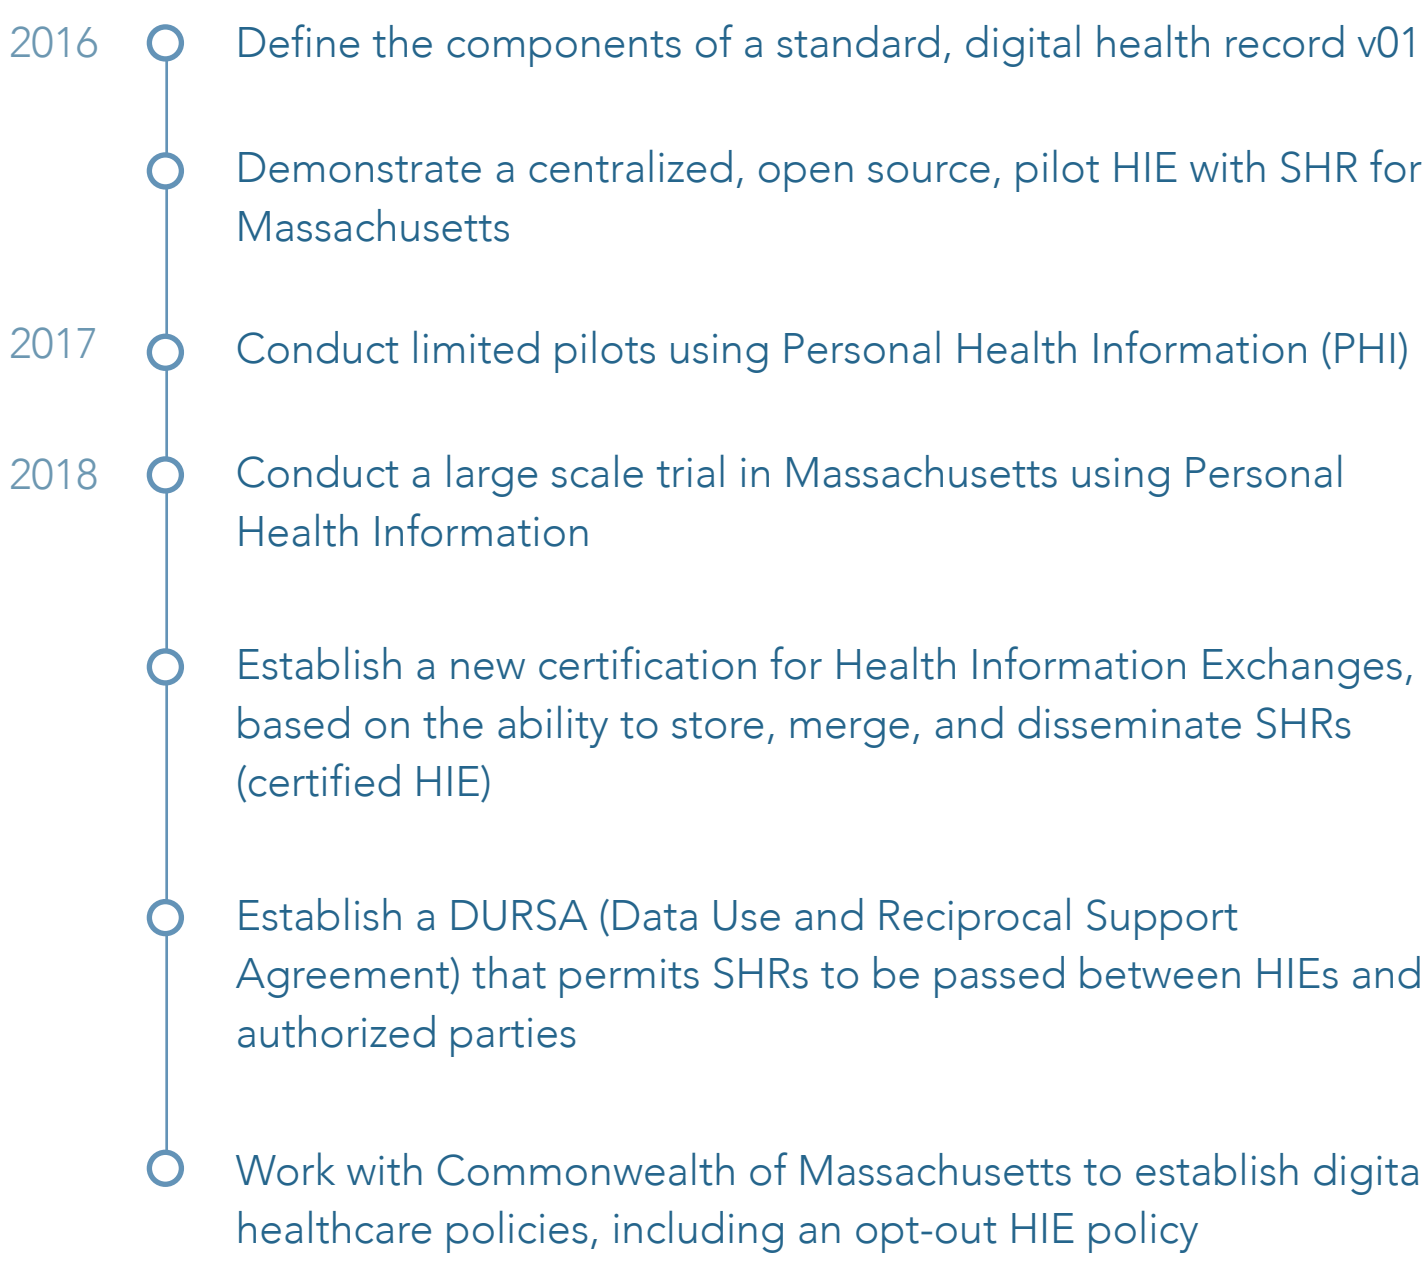 2016 Define the components of a standard, digital health record v01
Demonstrate a centralized, open source, pilot HIE with SHR for
Massachusetts
2017 Conduct limited pilots using Personal Health Information (PHI)
2018 Conduct a large scale trial in Massachusetts using Personal
Health Information
Establish a new certification for Health Information Exchanges,
based on the ability to store, merge, and disseminate SHRs
(certified HIE)
Establish a DURSA (Data Use and Reciprocal Support
Agreement) that permits SHRs to be passed between HIEs and
authorized parties
Work with Commonwealth of Massachusetts to establish digita
healthcare policies, including an opt-out HIE policy